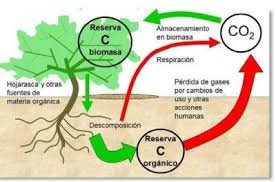 Reserva
C
biomasa
Almacenamiento
en biomasa
CO2
Respiración
Hojarasca y otras
fuentes de
materia orgánica
Pérdida de gases
por cambios de
uso y otras
acciones
humanas
Descomposición
Reserva
C
orgánico